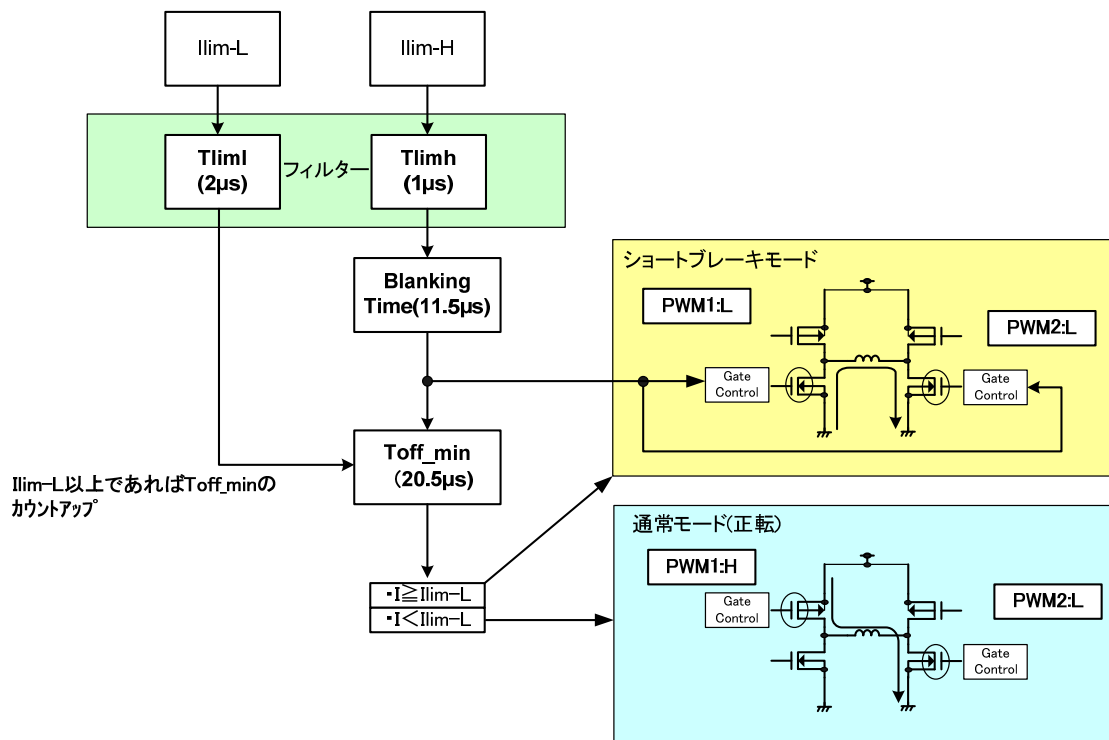 Ilim-L
Ilim-H
Tliml
(2μs)
フィルター
Tlimh
(1μs)
Blanking
Time(11.5μs)
Toff_min
(20.5μs)
Ilim-L以上であればToff_minの
カウントアップ
・I≧Ilim-L
・I<Ilim-L
ショートブレーキモード
PWM1:L
PWM2:L
Gate
Control
Gate
Control
通常モード(正転)
PWM1:H
PWM2:L
Gate
Control
Gate
Control